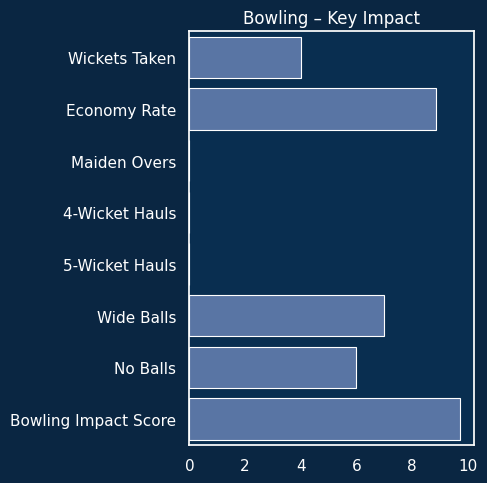 Bowling – Key Impact
Wickets Taken
Economy Rate
Maiden Overs
4-Wicket Hauls
5-Wicket Hauls
Wide Balls
No Balls
Bowling Impact Score
0 2 4 6 8 10